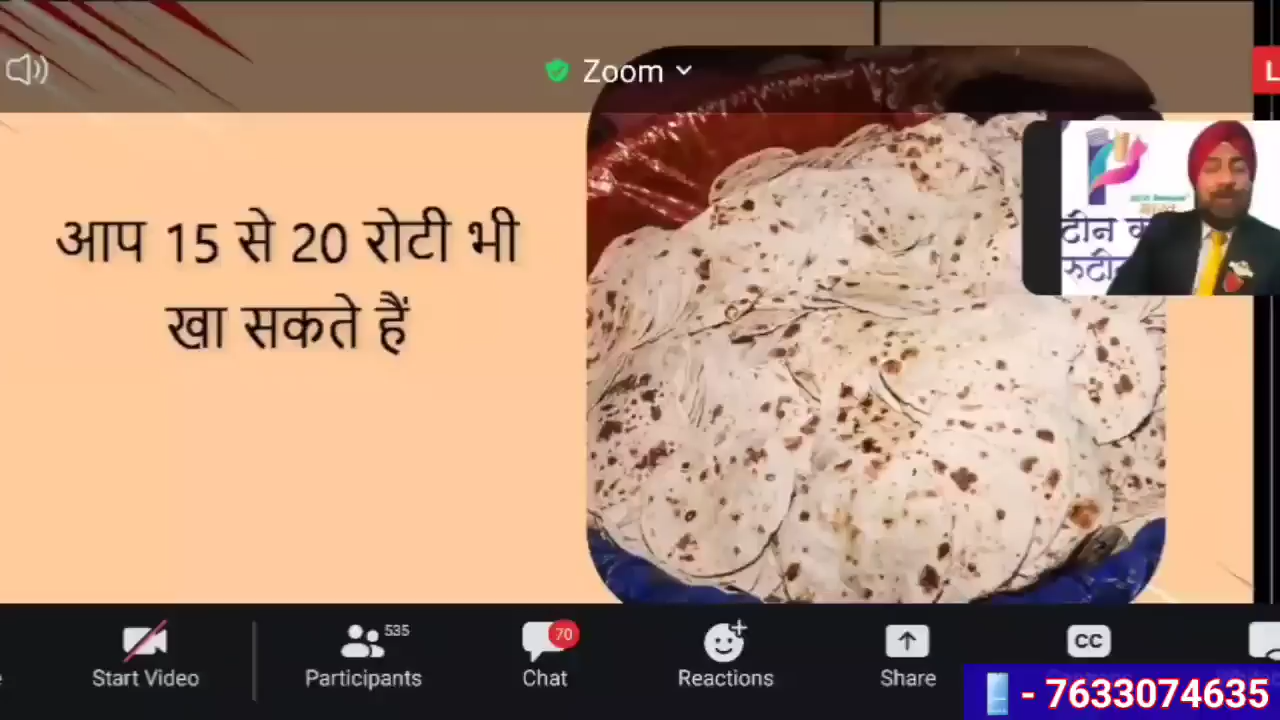 Zoom
L
आप 15 से 20 रोटी भी
खा सकते हैं
टीन
रुटीन
535
70
Start Video
Participants
Chat
Reactions
CC
Share
- 7633074635